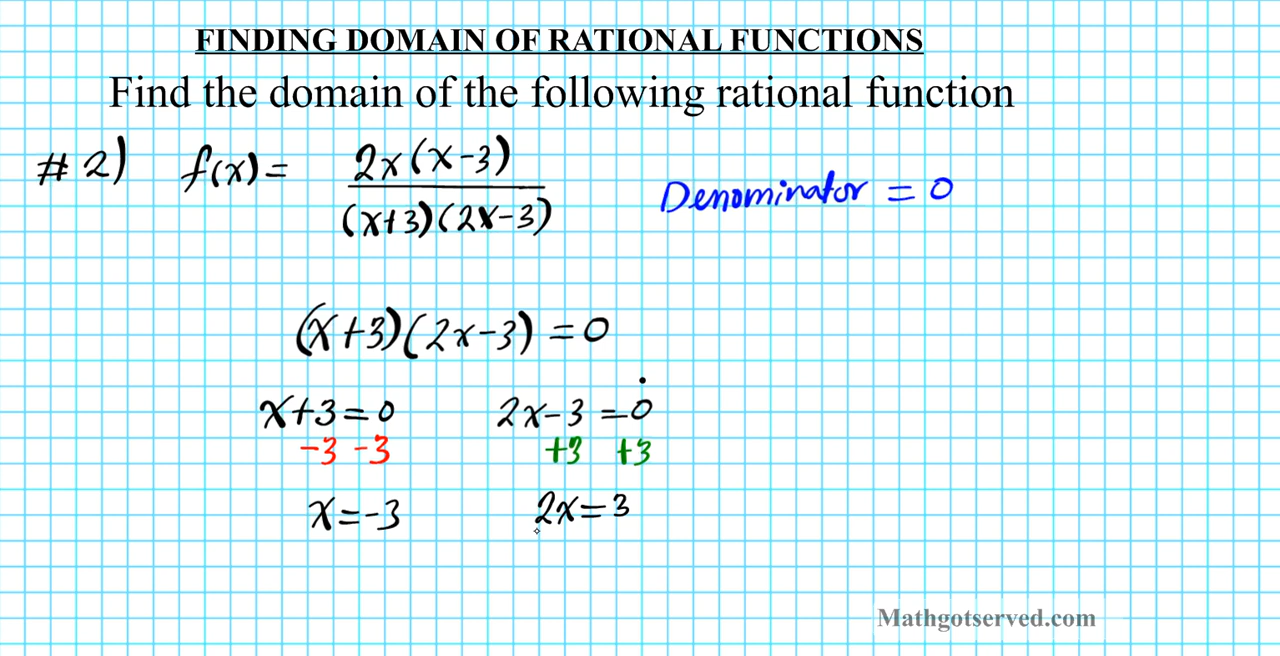 FINDING DOMAIN OF RATIONAL FUNCTIONS
Find the domain of the following rational function
# 2) f(x) = 2x(x-3)
(x+3)(2x-3)
Denominator = 0
(x+3)(2x-3) = 0
x+3=0 2x-3=0
-3 -3 +3 +3
x=-3 2x=3
Mathgotserved.com